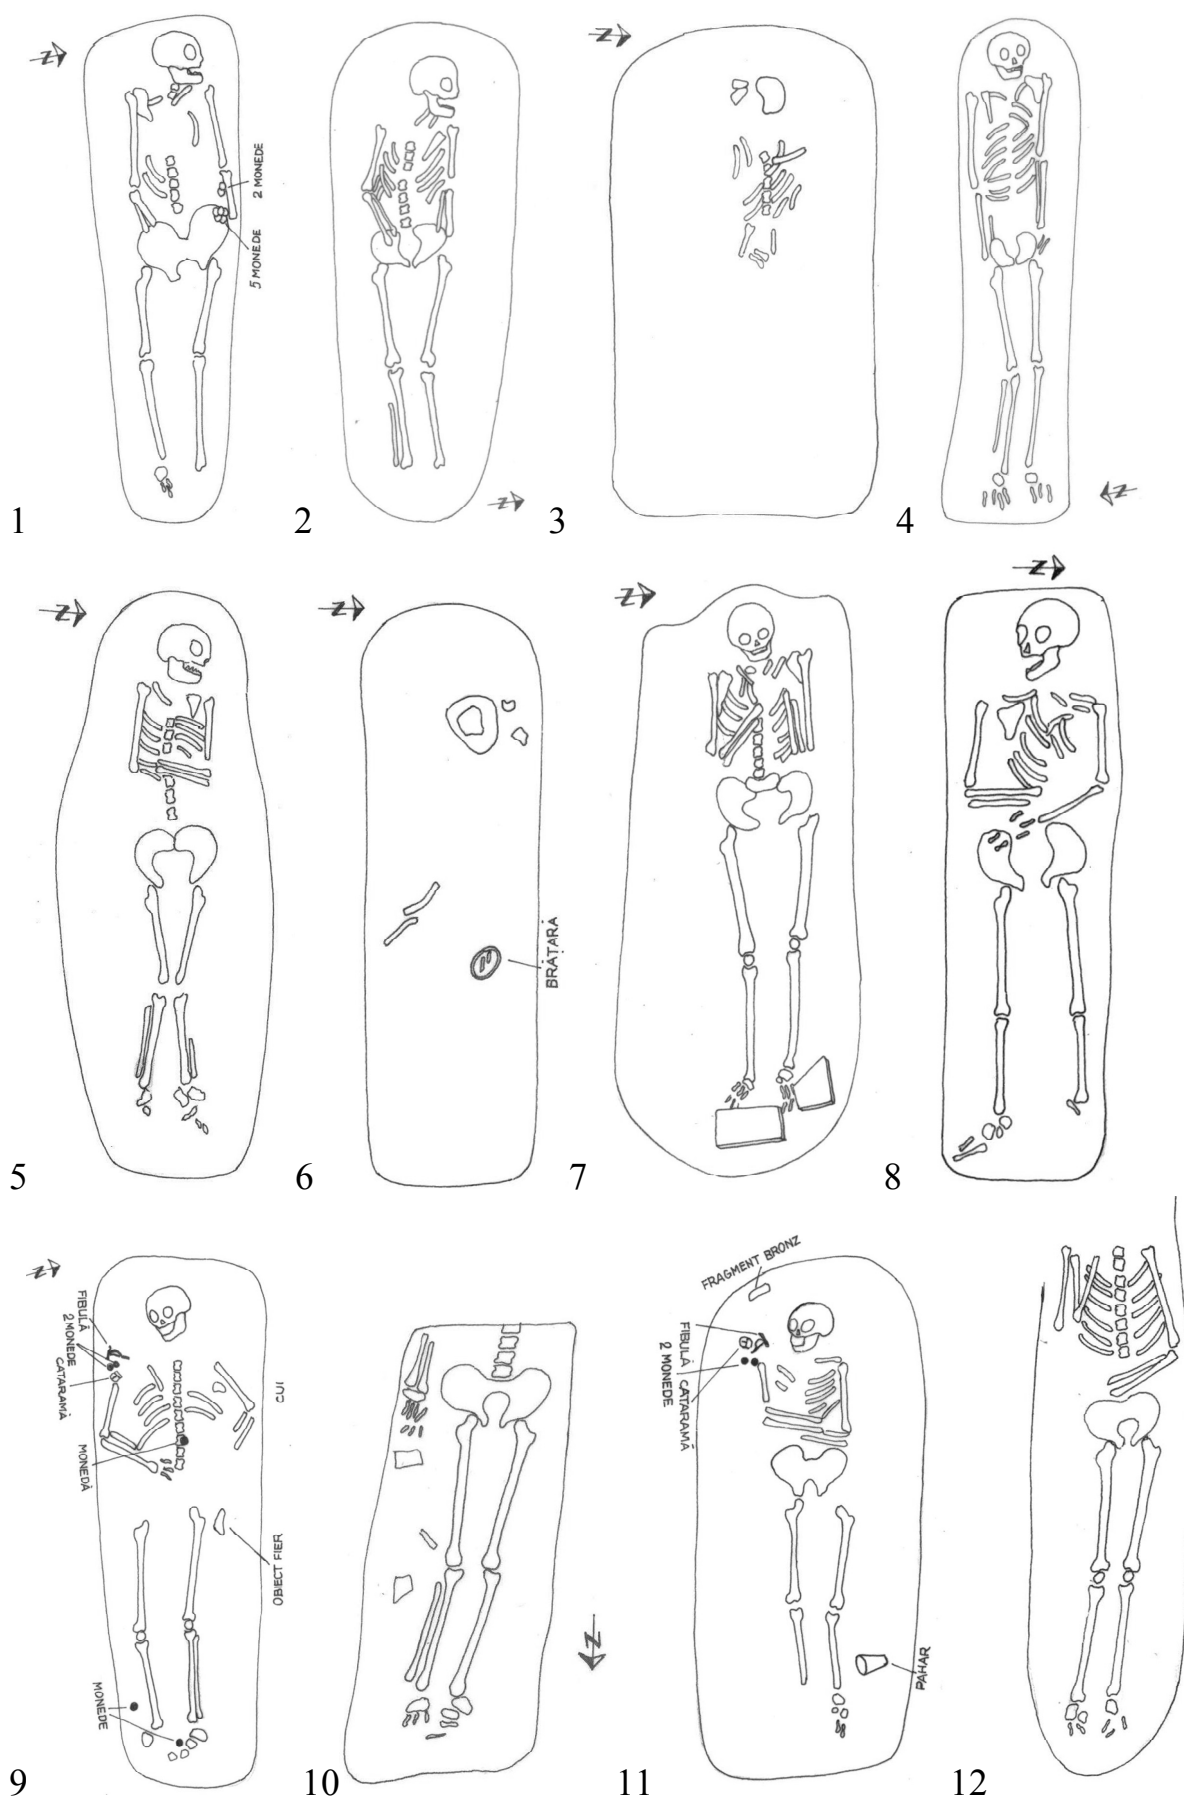 N
2 MONEDE
5 MONEDE
1
N
2
N
3
N
4
N
5
N
BRĂȚARĂ
6
N
7
N
8
N
FIBULĂ
2 MONEDE
CATARAMĂ
CUI
MONEDĂ
OBIECT FIER
MONEDE
9
N
10
FRAGMENT BRONZ
FIBULĂ
CATARAMĂ
2 MONEDE
PAHAR
11
12